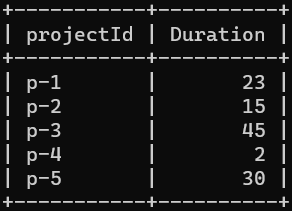 +-----------+----------+
| projectId | Duration |
+-----------+----------+
| p-1       |       23 |
| p-2       |       15 |
| p-3       |       45 |
| p-4       |        2 |
| p-5       |       30 |
+-----------+----------+